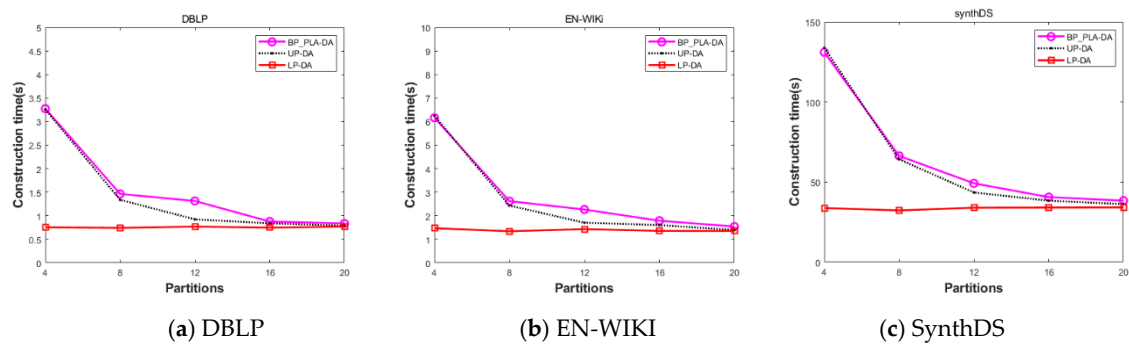 DBLP
5
4.5
4
3.5
3
2.5
2
1.5
1
0.5
0
Construction time(s)
BP_PLA-DA
UP-DA
LP-DA
4 8 12 16 20
Partitions
(a) DBLP
EN-WIKi
10
9
8
7
6
5
4
3
2
1
0
Construction time(s)
BP_PLA-DA
UP-DA
LP-DA
4 8 12 16 20
Partitions
(b) EN-WIKI
synthDS
150
100
50
0
Construction time(s)
BP_PLA-DA
UP-DA
LP-DA
4 8 12 16 20
Partitions
(c) SynthDS